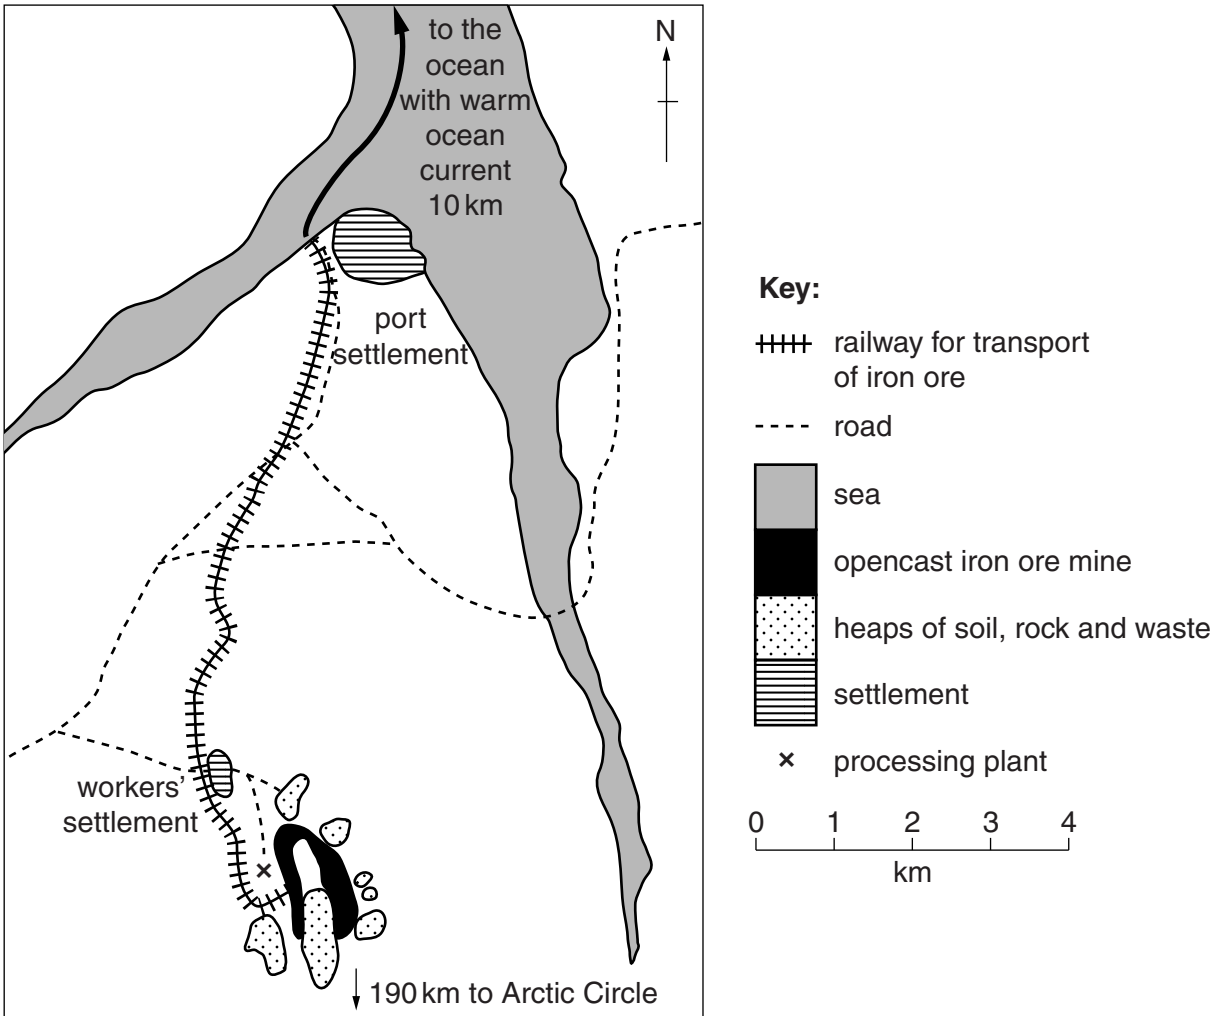 to the
ocean
with warm
ocean
current
10 km
N
port
settlement
workers’
settlement
190 km to Arctic Circle
Key:
railway for transport
of iron ore
road
sea
opencast iron ore mine
heaps of soil, rock and waste
settlement
processing plant
0 1 2 3 4
km